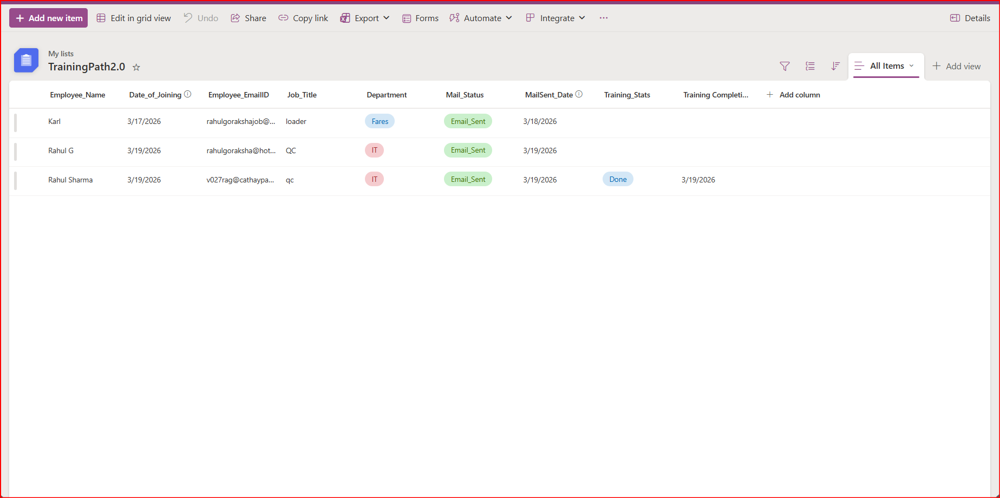 Add new item Edit in grid view Undo Share Copy link Export Forms Automate Integrate ... Details
My lists
TrainingPath2.0
All Items Add view
Employee_Name Date_of_Joining Employee_EmailID Job_Title Department Mail_Status MailSent_Date Training_Stats Training Completi... Add column
Karl 3/17/2026 rahulgorakshajob@... loader Fares Email_Sent 3/18/2026
Rahul G 3/19/2026 rahulgoraksha@hot... QC IT Email_Sent 3/19/2026
Rahul Sharma 3/19/2026 v027rag@cathaypa... qc IT Email_Sent 3/19/2026 Done 3/19/2026